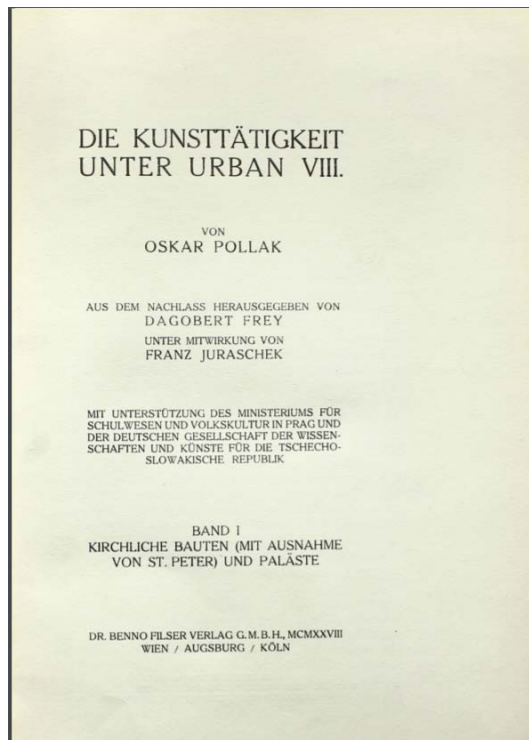 DIE KUNSTTÄTIGKEIT
UNTER URBAN VIII.
VON
OSKAR POLLAK
AUS DEM NACHLASS HERAUSGEGEBEN VON
DAGOBERT FREY
UNTER MITWIRKUNG VON
FRANZ JURASCHEK
MIT UNTERSTÜTZUNG DES MINISTERIUMS FÜR
SCHULWESEN UND VOLKSKULTUR IN PRAG UND
DER DEUTSCHEN GESELLSCHAFT DER WISSEN-
SCHAFTEN UND KÜNSTE FÜR DIE TSCHECHO-
SLOWAKISCHE REPUBLIK
BAND I
KIRCHLICHE BAUTEN (MIT AUSNAHME
VON ST. PETER) UND PALÄSTE
DR. BENNO FILSER VERLAG G. M. B. H., MCMXXVIII
WIEN / AUGSBURG / KÖLN